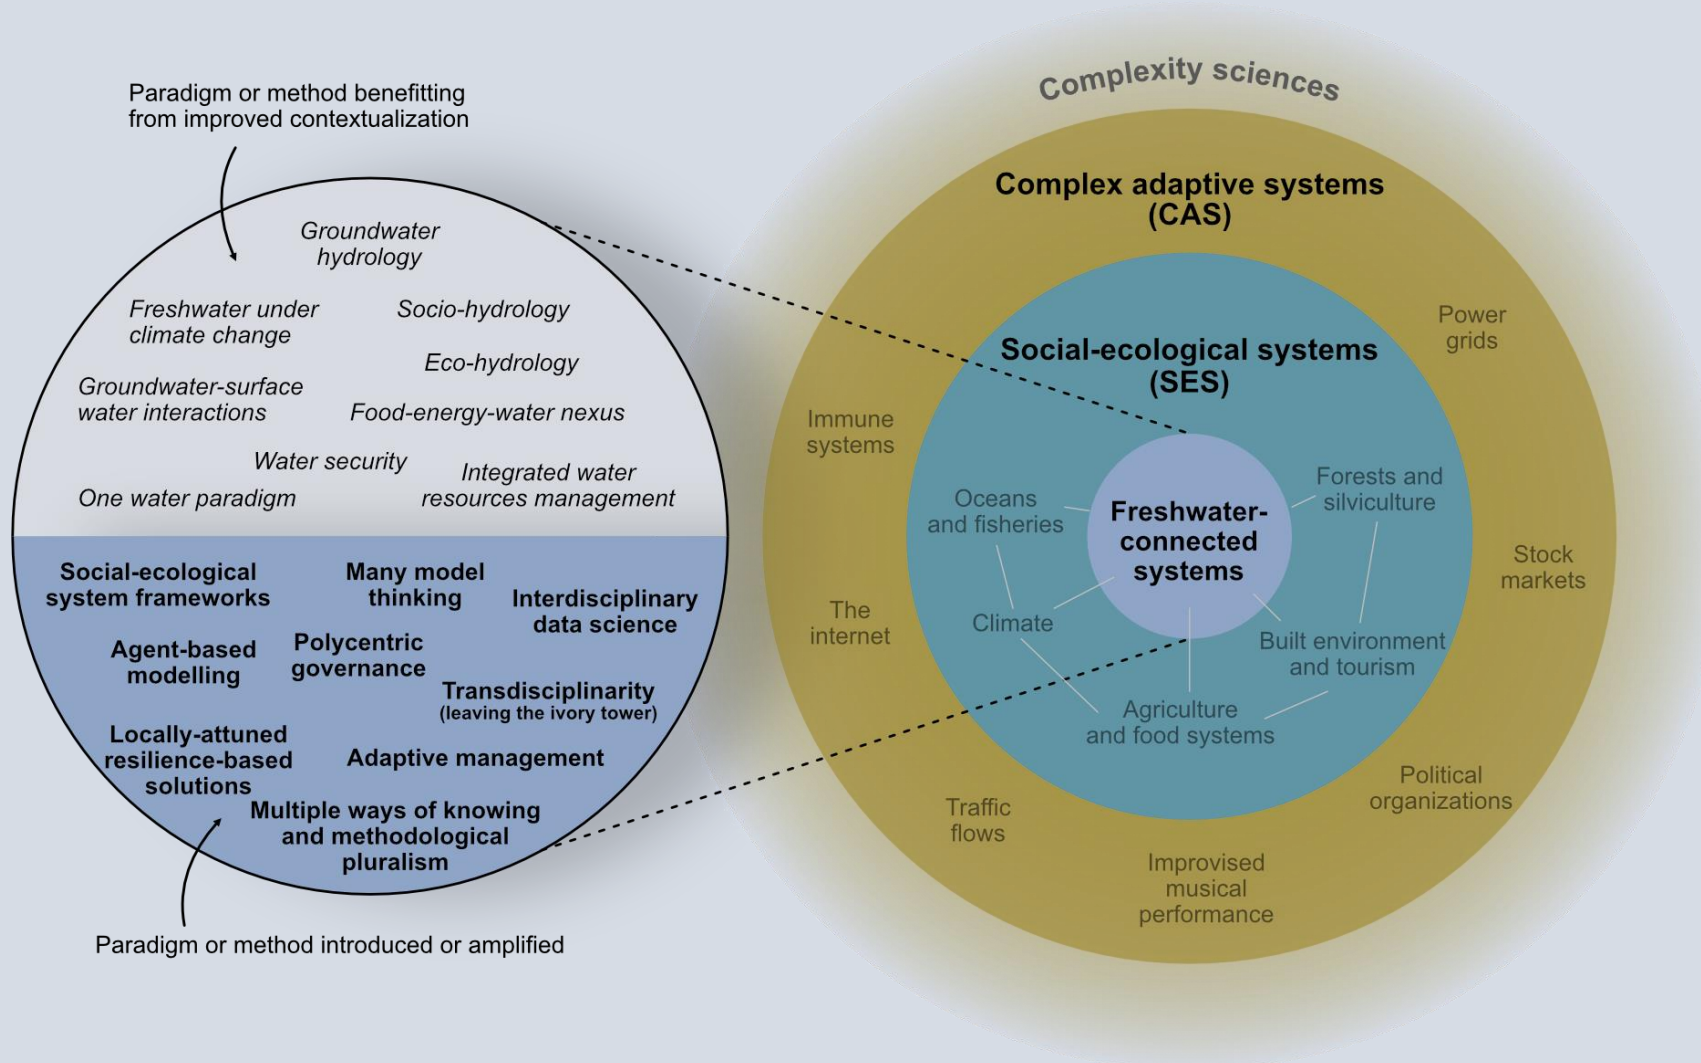 Paradigm or method benefitting
from improved contextualization
Groundwater
hydrology
Freshwater under
climate change
Socio-hydrology
Eco-hydrology
Groundwater-surface
water interactions
Food-energy-water nexus
Water security
Integrated water
resources management
One water paradigm
Social-ecological
system frameworks
Many model
thinking
Interdisciplinary
data science
Agent-based
modelling
Polycentric
governance
Transdisciplinarity
(leaving the ivory tower)
Locally-attuned
resilience-based
solutions
Adaptive management
Multiple ways of knowing
and methodological
pluralism
Paradigm or method introduced or amplified
Complexity sciences
Complex adaptive systems
(CAS)
Power
grids
Immune
systems
Stock
markets
The
internet
Political
organizations
Traffic
flows
Improvised
musical
performance
Social-ecological systems
(SES)
Oceans
and fisheries
Forests and
silviculture
Climate
Built environment
and tourism
Agriculture
and food systems
Freshwater-
connected
systems